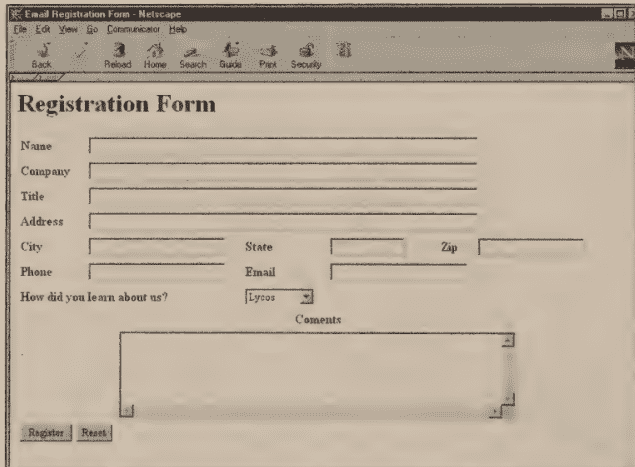 Email Registration Form - Netscape
File Edit View Go Communicator Help
Back Reload Home Search Guide Print Security
N
Registration Form
Name
Company
Title
Address
City State Zip
Phone Email
How did you learn about us? Lycos
Coments
Register Reset